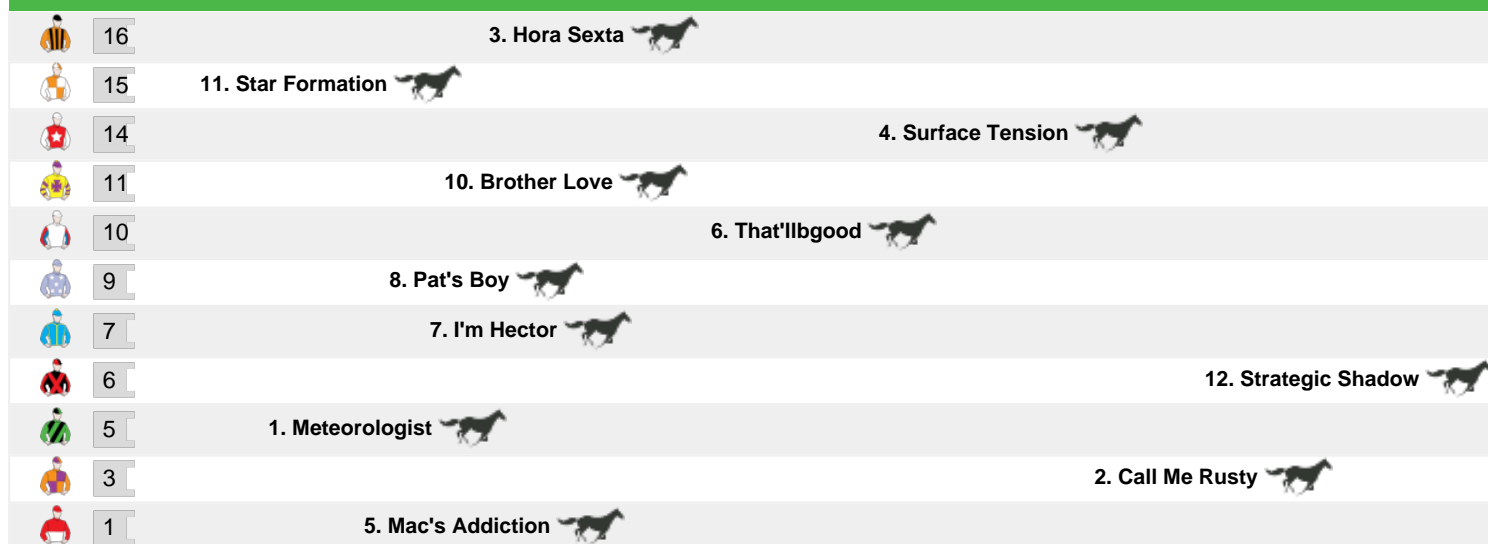 16 3. Hora Sexta
15 11. Star Formation
14 4. Surface Tension
11 10. Brother Love
10 6. That'llbgood
9 8. Pat's Boy
7 7. I'm Hector
6 12. Strategic Shadow
5 1. Meteorologist
3 2. Call Me Rusty
1 5. Mac's Addiction